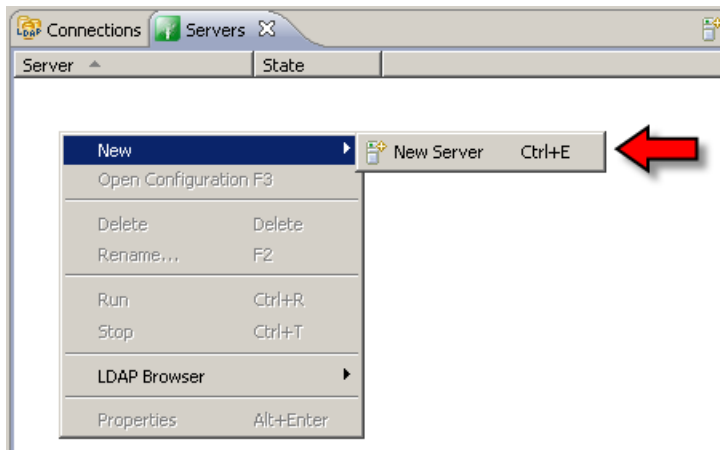 LDAP Connections Servers
Server State
New New Server Ctrl+E
Open Configuration F3
Delete Delete
Rename... F2
Run Ctrl+R
Stop Ctrl+T
LDAP Browser
Properties Alt+Enter